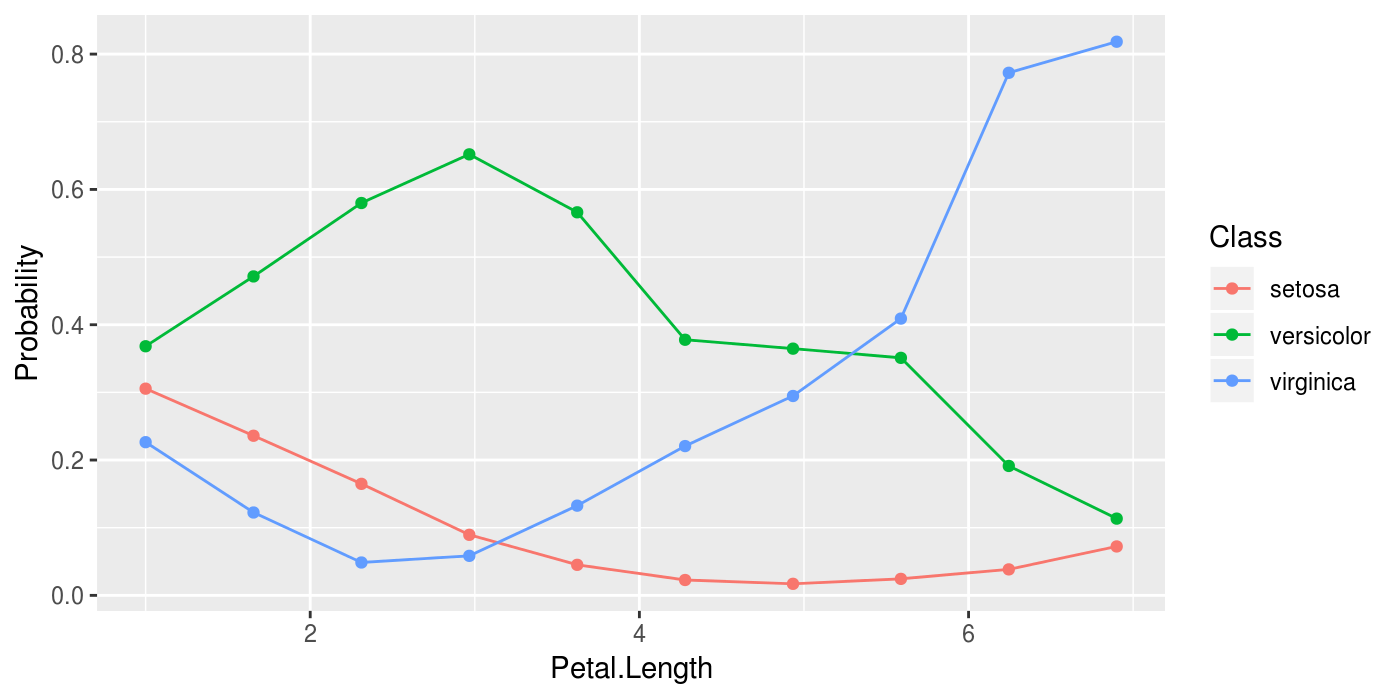 0.8
0.6
0.4
0.2
0.0
Probability
2 4 6
Petal.Length
Class
setosa
versicolor
virginica